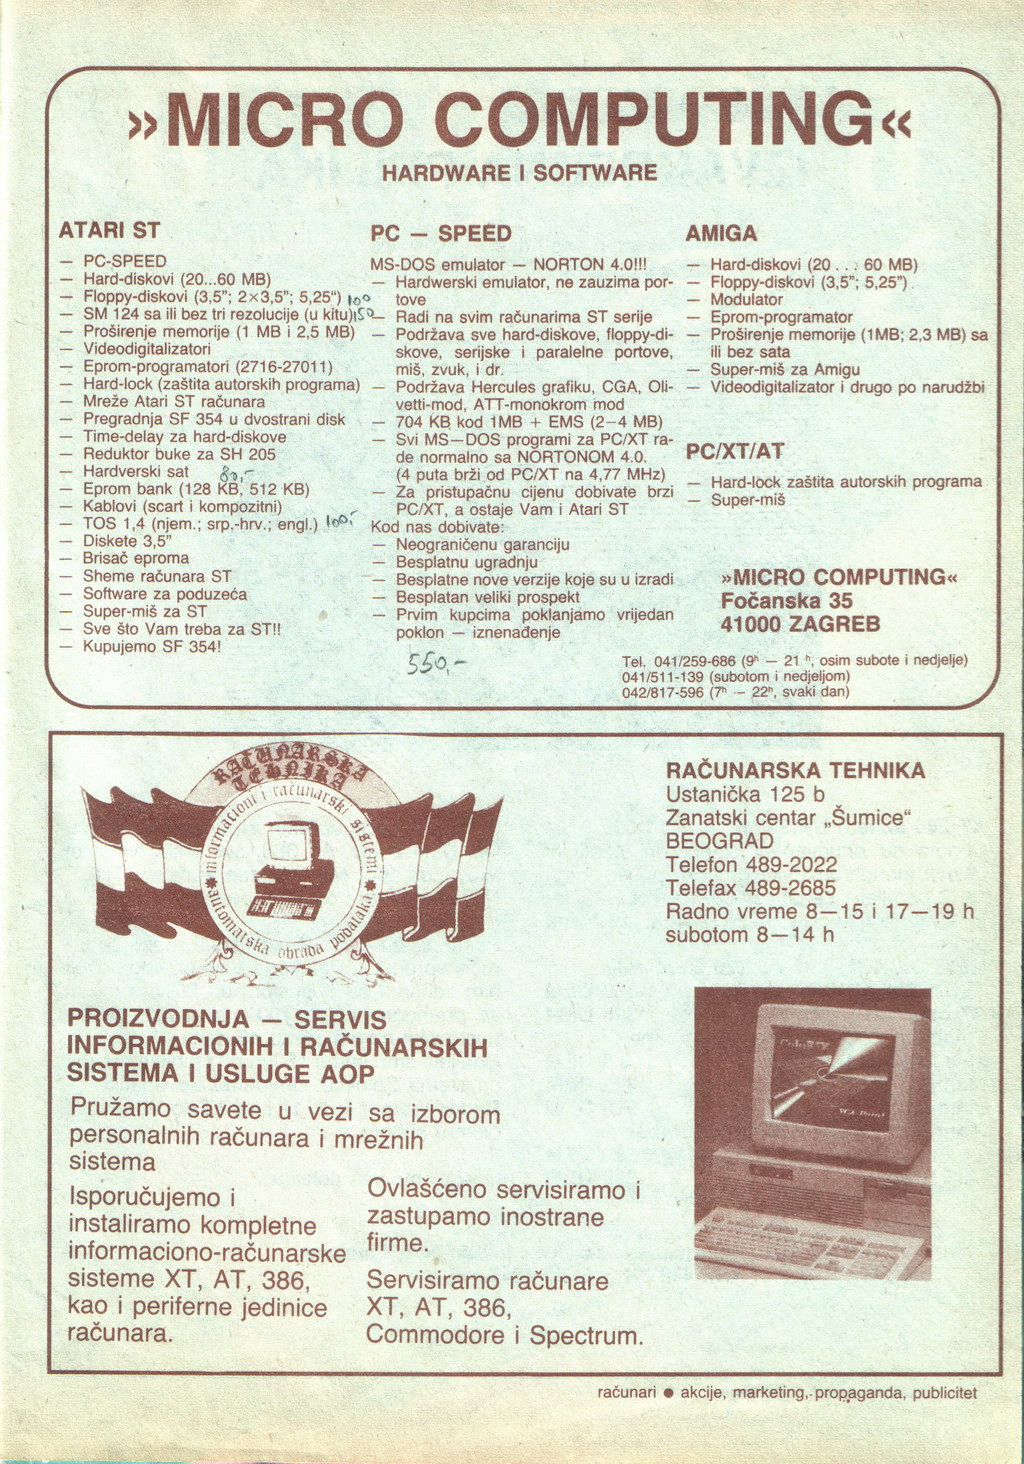 »MICRO COMPUTING«
HARDWARE I SOFTWARE
ATARI ST
— PC-SPEED
— Hard-diskovi (20...60 MB)
— Floppy-diskovi (3,5"; 2×3,5"; 5,25") 100
— SM 124 sa ili bez tri rezolucije (u kitu) 150
— Proširenje memorije (1 MB i 2,5 MB)
— Videodigitalizatori
— Eprom-programatori (2716-27011)
— Hard-lock (zaštita autorskih programa)
— Mreže Atari ST računara
— Pregradnja SF 354 u dvostrani disk
— Time-delay za hard-diskove
— Reduktor buke za SH 205
— Hardverski sat 80,-
— Eprom bank (128 KB, 512 KB)
— Kablovi (scart i kompozitni)
— TOS 1,4 (njem.; srp.-hrv.; engl.) 100,-
— Diskete 3,5"
— Brisač eproma
— Sheme računara ST
— Software za poduzeća
— Super-miš za ST
— Sve što Vam treba za ST!!
— Kupujemo SF 354!
PC — SPEED
MS-DOS emulator — NORTON 4.0!!!
— Hardwerski emulator, ne zauzima por-
tove
— Radi na svim računarima ST serije
— Podržava sve hard-diskove, floppy-di-
skove, serijske i paralelne portove,
miš, zvuk, i dr.
— Podržava Hercules grafiku, CGA, Oli-
vetti-mod, ATT-monokrom mod
— 704 KB kod 1MB + EMS (2—4 MB)
— Svi MS—DOS programi za PC/XT ra-
de normalno sa NORTONOM 4.0.
(4 puta brži od PC/XT na 4,77 MHz)
— Za pristupačnu cijenu dobivate brzi
PC/XT, a ostaje Vam i Atari ST
Kod nas dobivate:
— Neograničenu garanciju
— Besplatnu ugradnju
— Besplatne nove verzije koje su u izradi
— Besplatan veliki prospekt
— Prvim kupcima poklanjamo vrijedan
poklon — iznenađenje
550,-
AMIGA
— Hard-diskovi (20 . . . 60 MB)
— Floppy-diskovi (3,5"; 5,25")
— Modulator
— Eprom-programator
— Proširenje memorije (1MB; 2,3 MB) sa
ili bez sata
— Super-miš za Amigu
— Videodigitalizator i drugo po narudžbi
PC/XT/AT
— Hard-lock zaštita autorskih programa
— Super-miš
»MICRO COMPUTING«
Fočanska 35
41000 ZAGREB
Tel. 041/259-686 (9h — 21 h, osim subote i nedjelje)
041/511-139 (subotom i nedjeljom)
042/817-596 (7h — 22h, svaki dan)
RAČUNARSKA
TEHNIKA
informacioni i računarski sistemi
automatska obrada podataka
RAČUNARSKA TEHNIKA
Ustanička 125 b
Zanatski centar „Šumice“
BEOGRAD
Telefon 489-2022
Telefax 489-2685
Radno vreme 8—15 i 17—19 h
subotom 8—14 h
PROIZVODNJA — SERVIS
INFORMACIONIH I RAČUNARSKIH
SISTEMA I USLUGE AOP
Pružamo savete u vezi sa izborom
personalnih računara i mrežnih
sistema
Isporučujemo i
instaliramo kompletne
informaciono-računarske
sisteme XT, AT, 386,
kao i periferne jedinice
računara.
Ovlašćeno servisiramo i
zastupamo inostrane
firme.
Servisiramo računare
XT, AT, 386,
Commodore i Spectrum.
računari ● akcije, marketing, propaganda, publicitet